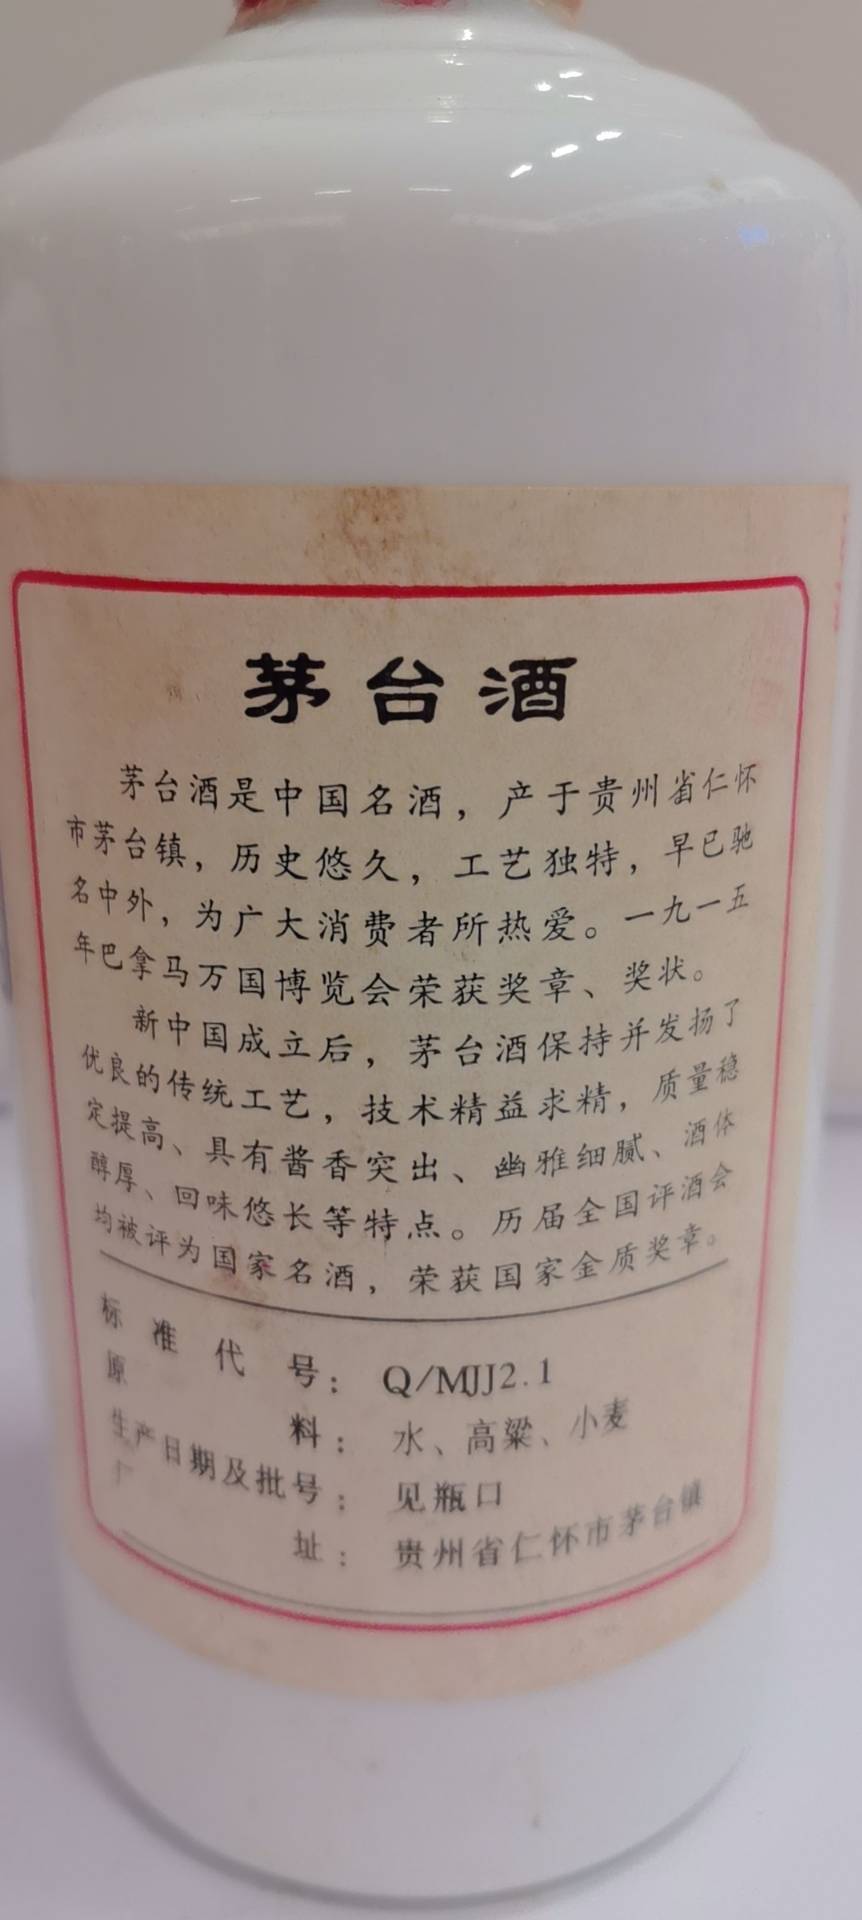 茅台酒
茅台酒是中国名酒，产于贵州省仁怀
市茅台镇，历史悠久，工艺独特，早已驰
名中外，为广大消费者所热爱。一九一五
年巴拿马万国博览会荣获奖章、奖状。
新中国成立后，茅台酒保持并发扬了
优良的传统工艺，技术精益求精，质量稳
定提高、具有酱香突出、幽雅细腻、酒体
醇厚、回味悠长等特点。历届全国评酒会
均被评为国家名酒，荣获国家金质奖章。
标准代号：Q/MJJ2.1
原料：水、高粱、小麦
生产日期及批号：见瓶口
厂址：贵州省仁怀市茅台镇